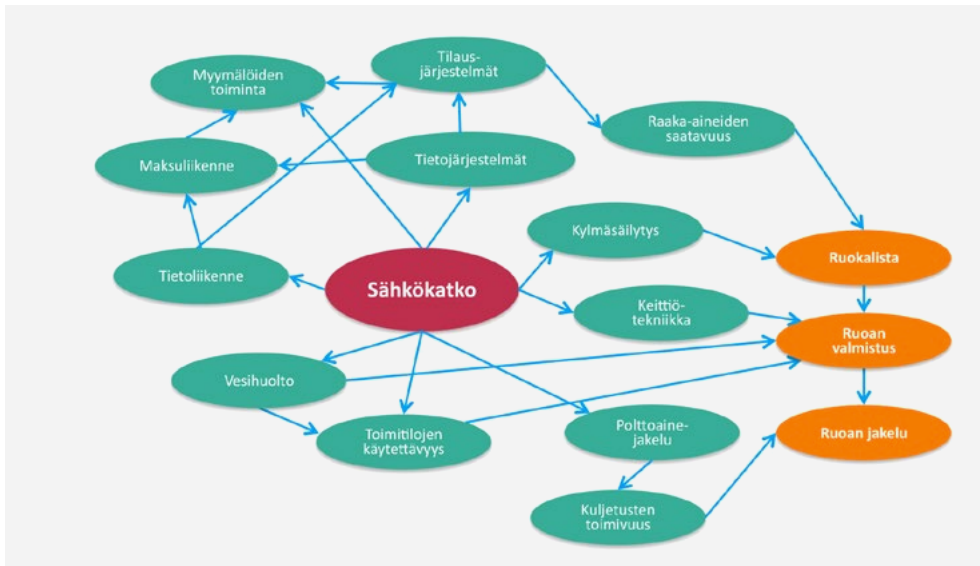 Tilaus-
järjestelmät
Myymälöiden
toiminta
Raaka-aineiden
saatavuus
Maksuliikenne
Tietojärjestelmät
Kylmäsäilytys
Ruokalista
Tietoliikenne
Sähkökatko
Keittiö-
tekniikka
Ruoan
valmistus
Vesihuolto
Toimitilojen
käytettävyys
Polttoaine-
jakelu
Ruoan jakelu
Kuljetusten
toimivuus